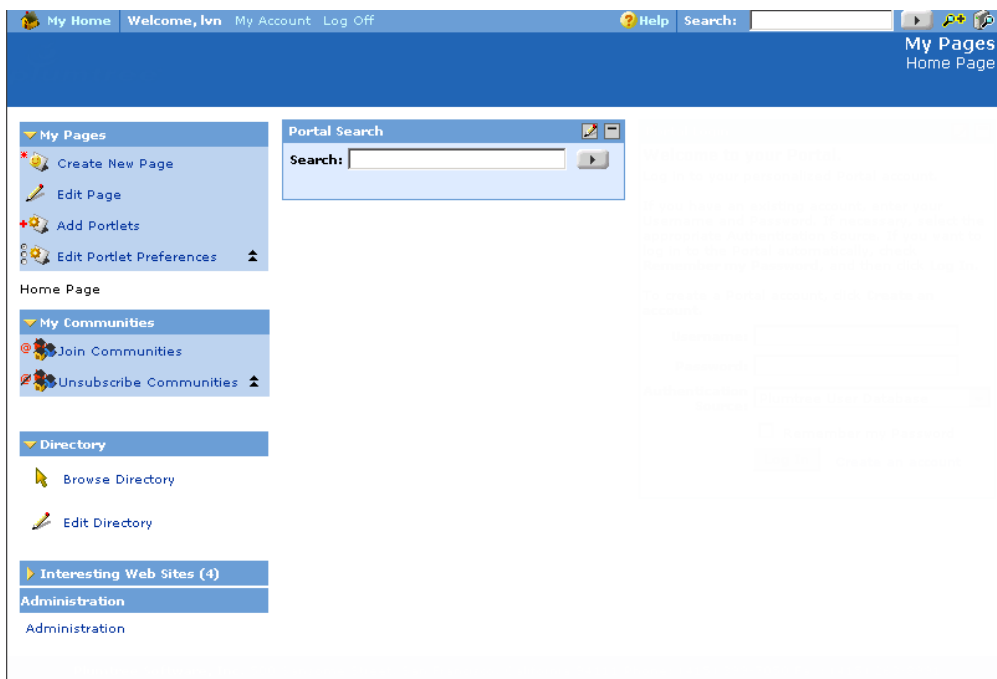 My Home Welcome, lvn My Account Log Off Help Search:
My Pages
Home Page
My Pages
Create New Page
Edit Page
Add Portlets
Edit Portlet Preferences
Home Page
My Communities
Join Communities
Unsubscribe Communities
Directory
Browse Directory
Edit Directory
Interesting Web Sites (4)
Administration
Administration
Portal Search
Search: